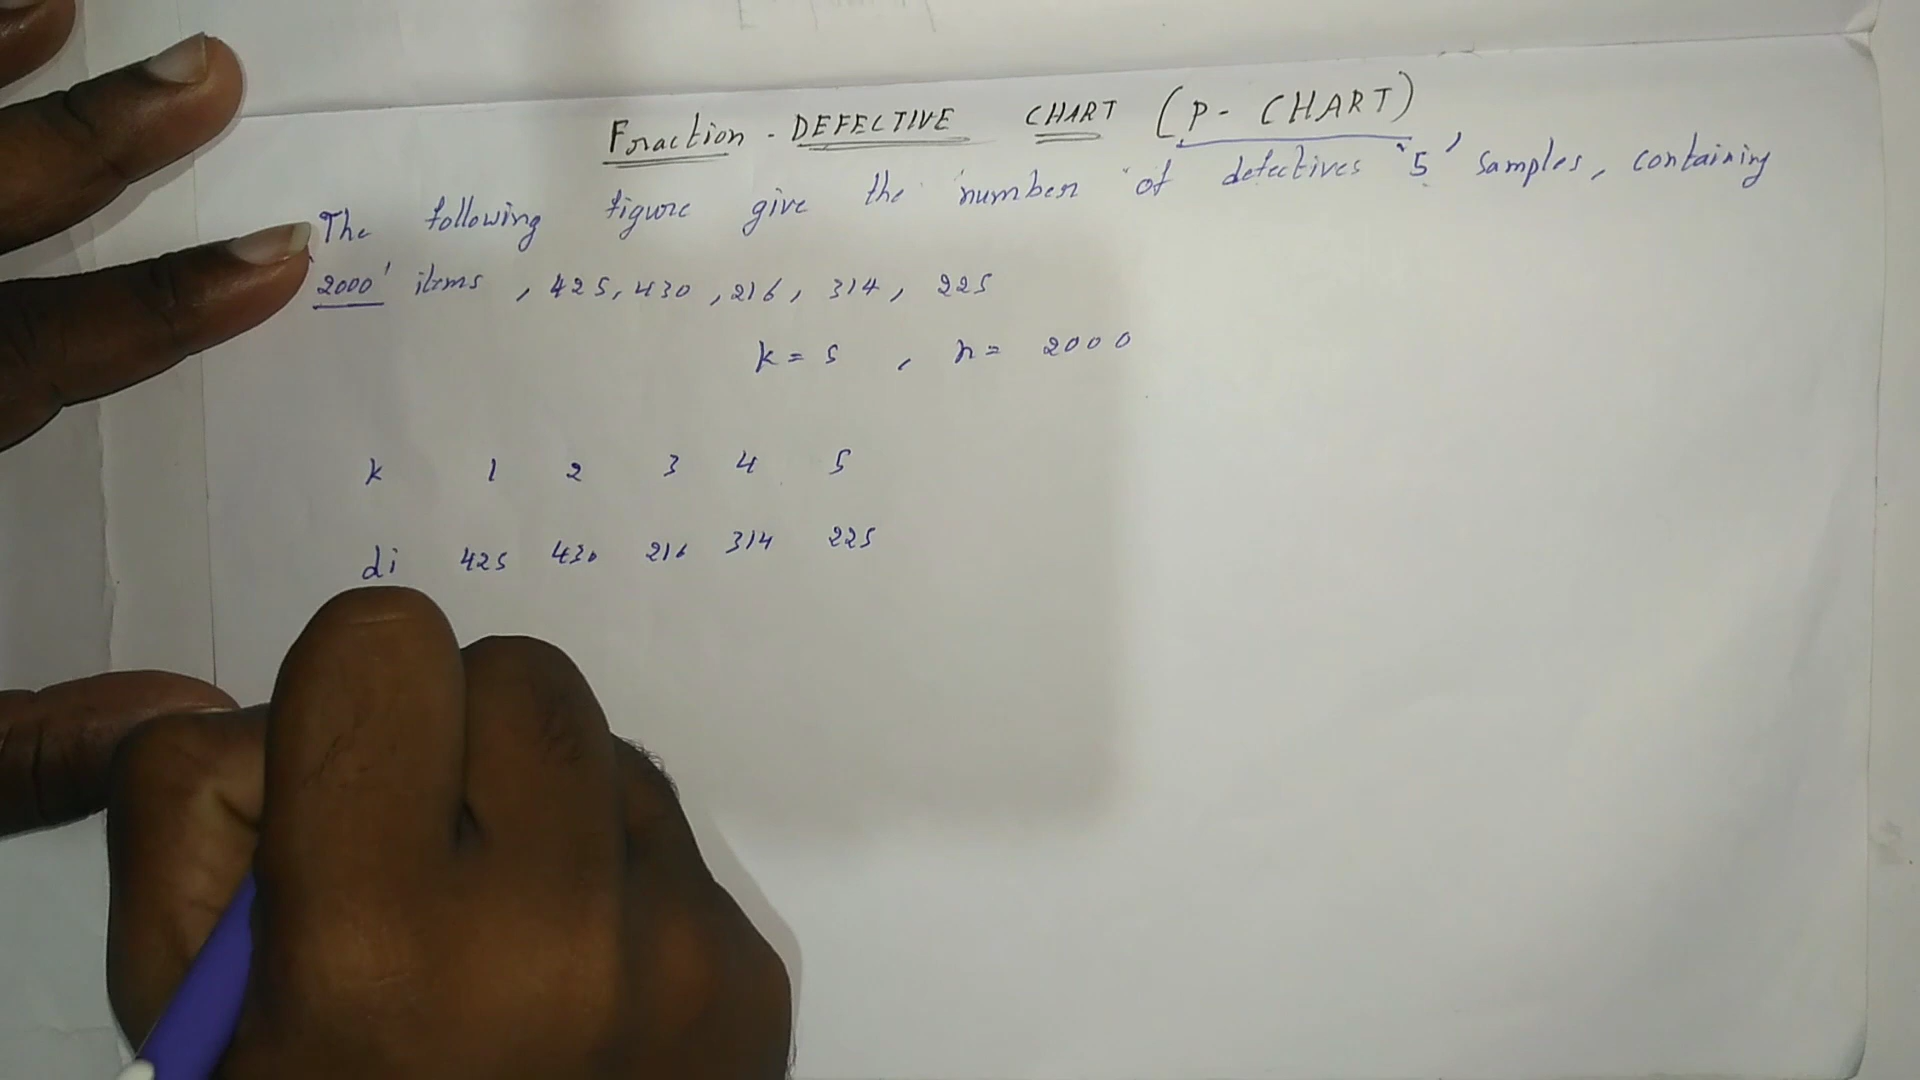 Fraction - DEFECTIVE CHART (P - CHART)
The following figure give the number of defectives '5' samples, containing
2000' items, 425, 430, 216, 314, 225
k = 5, n = 2000
k 1 2 3 4 5
di 425 430 216 314 225